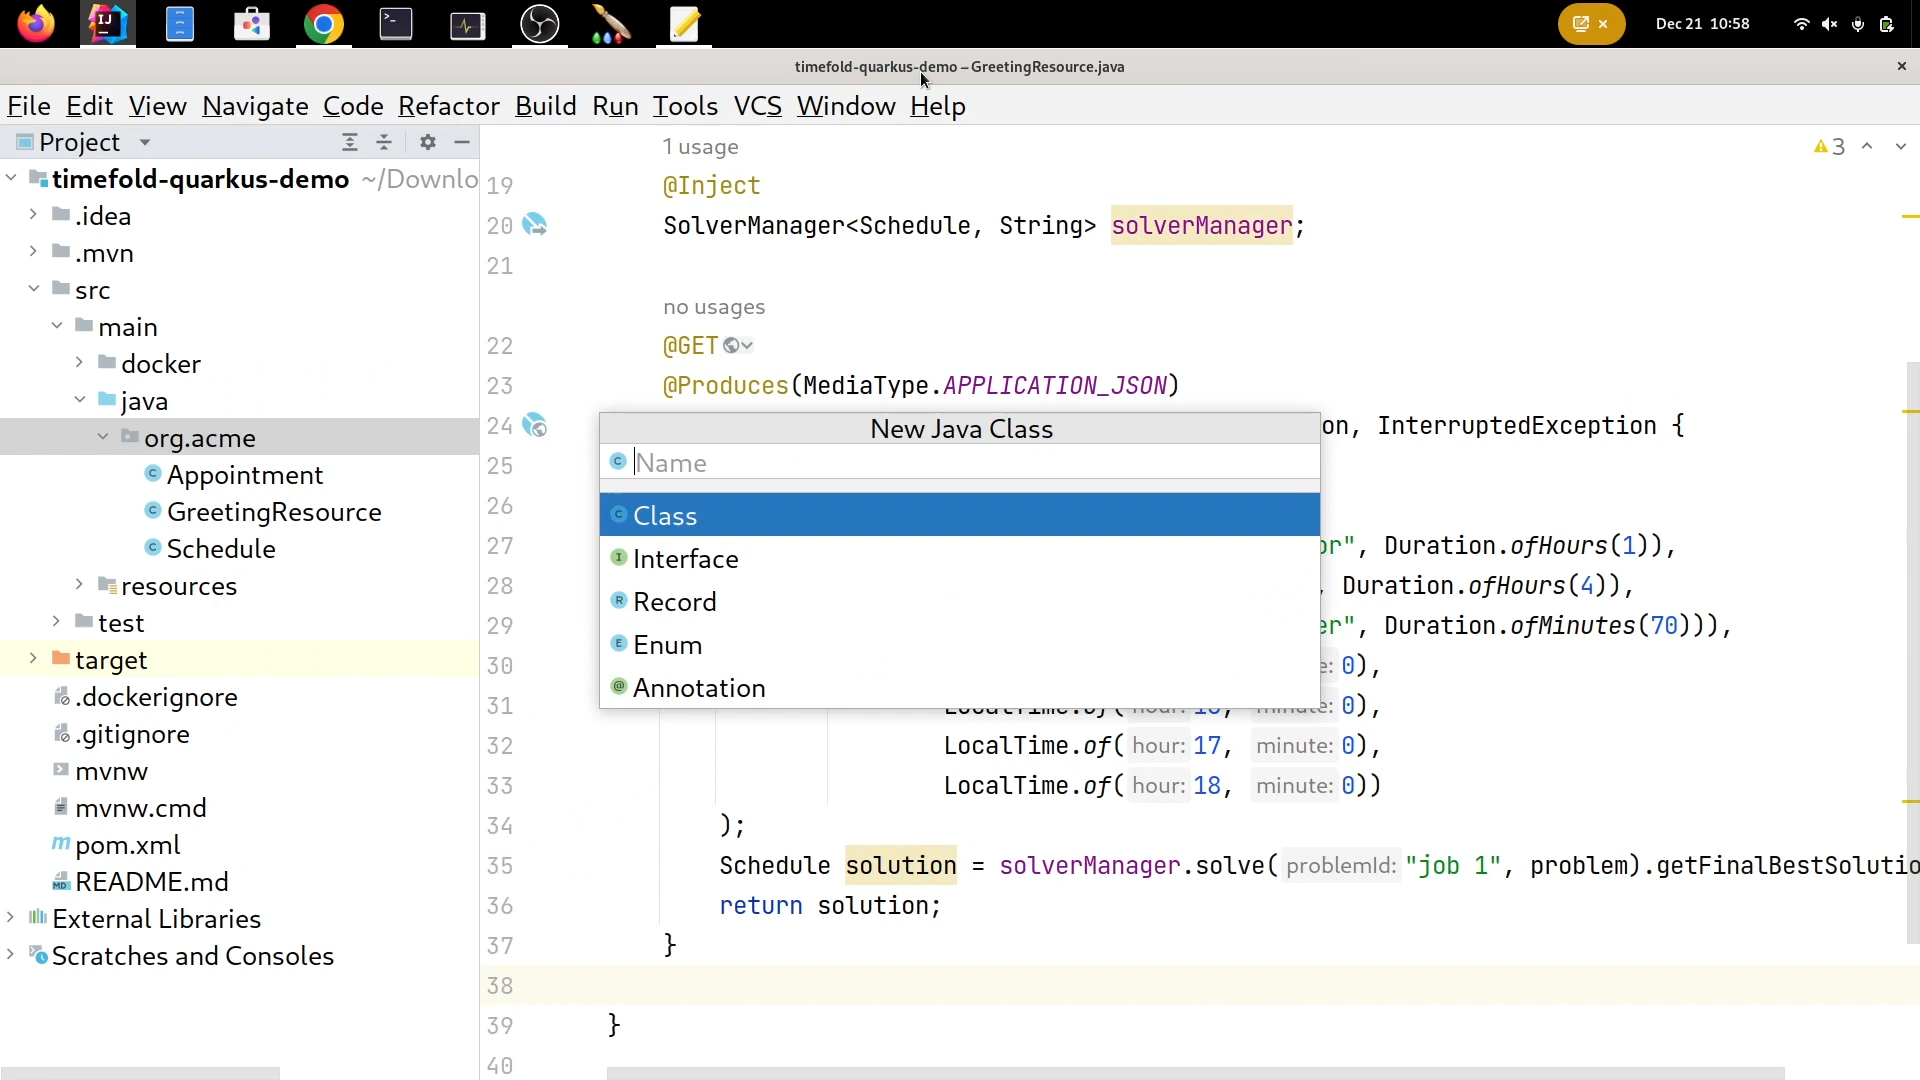 Dec 21 10:58
timefold-quarkus-demo – GreetingResource.java
File Edit View Navigate Code Refactor Build Run Tools VCS Window Help
Project
timefold-quarkus-demo ~/Downlo
.idea
.mvn
src
main
docker
java
org.acme
Appointment
GreetingResource
Schedule
resources
test
target
.dockerignore
.gitignore
mvnw
mvnw.cmd
pom.xml
README.md
External Libraries
Scratches and Consoles
1 usage
3
19 @Inject
20 SolverManager<Schedule, String> solverManager;
21
no usages
22 @GET
23 @Produces(MediaType.APPLICATION_JSON)
24 on, InterruptedException {
25
26
27 or", Duration.ofHours(1)),
28 , Duration.ofHours(4)),
29 er", Duration.ofMinutes(70))),
30 e: 0),
31 LocalTime.of( hour: 16, minute: 0),
32 LocalTime.of( hour: 17, minute: 0),
33 LocalTime.of( hour: 18, minute: 0))
34 );
35 Schedule solution = solverManager.solve( problemId: "job 1", problem).getFinalBestSolutio
36 return solution;
37 }
38
39 }
40
New Java Class
Name
Class
Interface
Record
Enum
Annotation